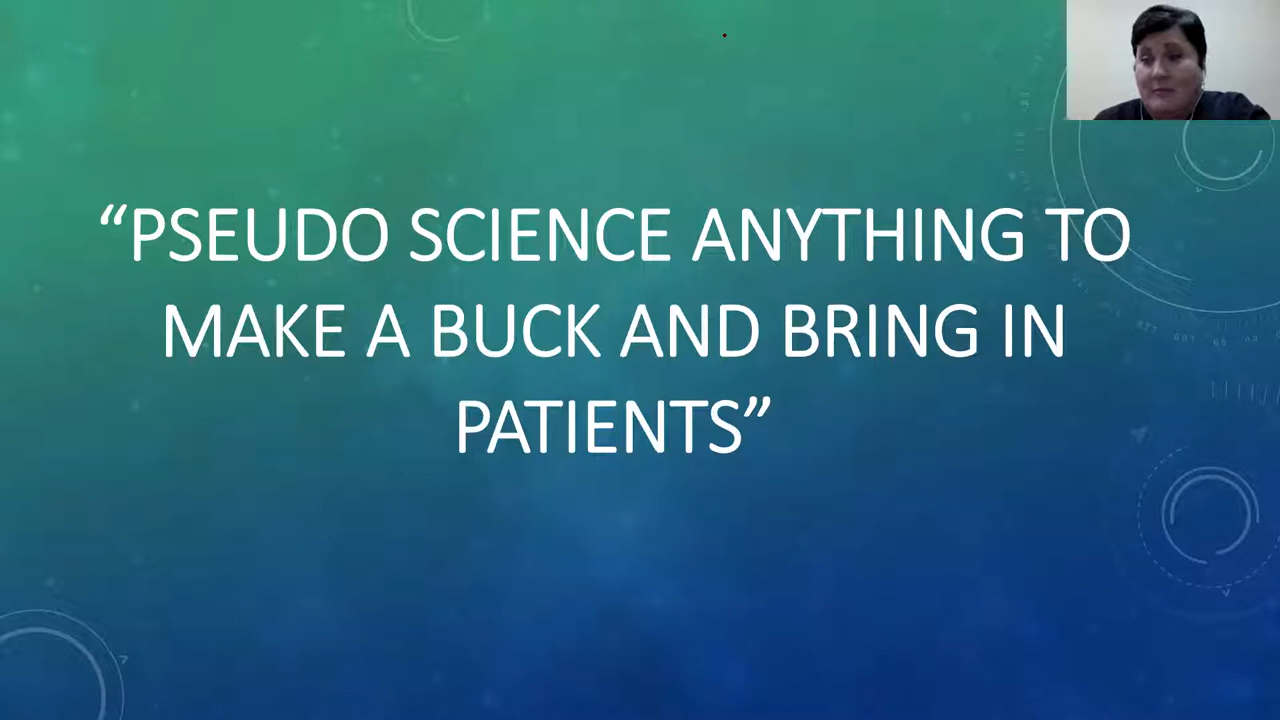 “PSEUDO SCIENCE ANYTHING TO
MAKE A BUCK AND BRING IN
PATIENTS”